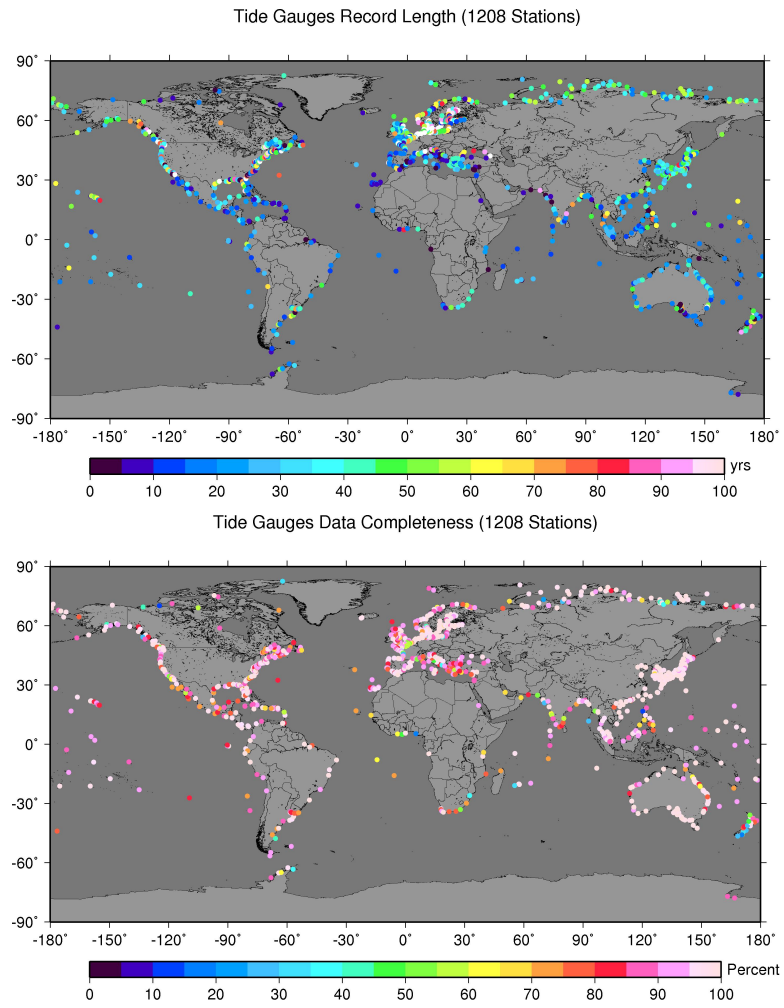 Tide Gauges Record Length (1208 Stations)
90˚
60˚
30˚
0˚
-30˚
-60˚
-90˚
-180 -150˚ -120˚ -90˚ -60˚ -30˚ 0˚ 30˚ 60˚ 90˚ 120˚ 150˚ 180˚
yrs
0 10 20 30 40 50 60 70 80 90 100
Tide Gauges Data Completeness (1208 Stations)
90˚
60˚
30˚
0˚
-30˚
-60˚
-90˚
-180 -150˚ -120˚ -90˚ -60˚ -30˚ 0˚ 30˚ 60˚ 90˚ 120˚ 150˚ 180˚
Percent
0 10 20 30 40 50 60 70 80 90 100